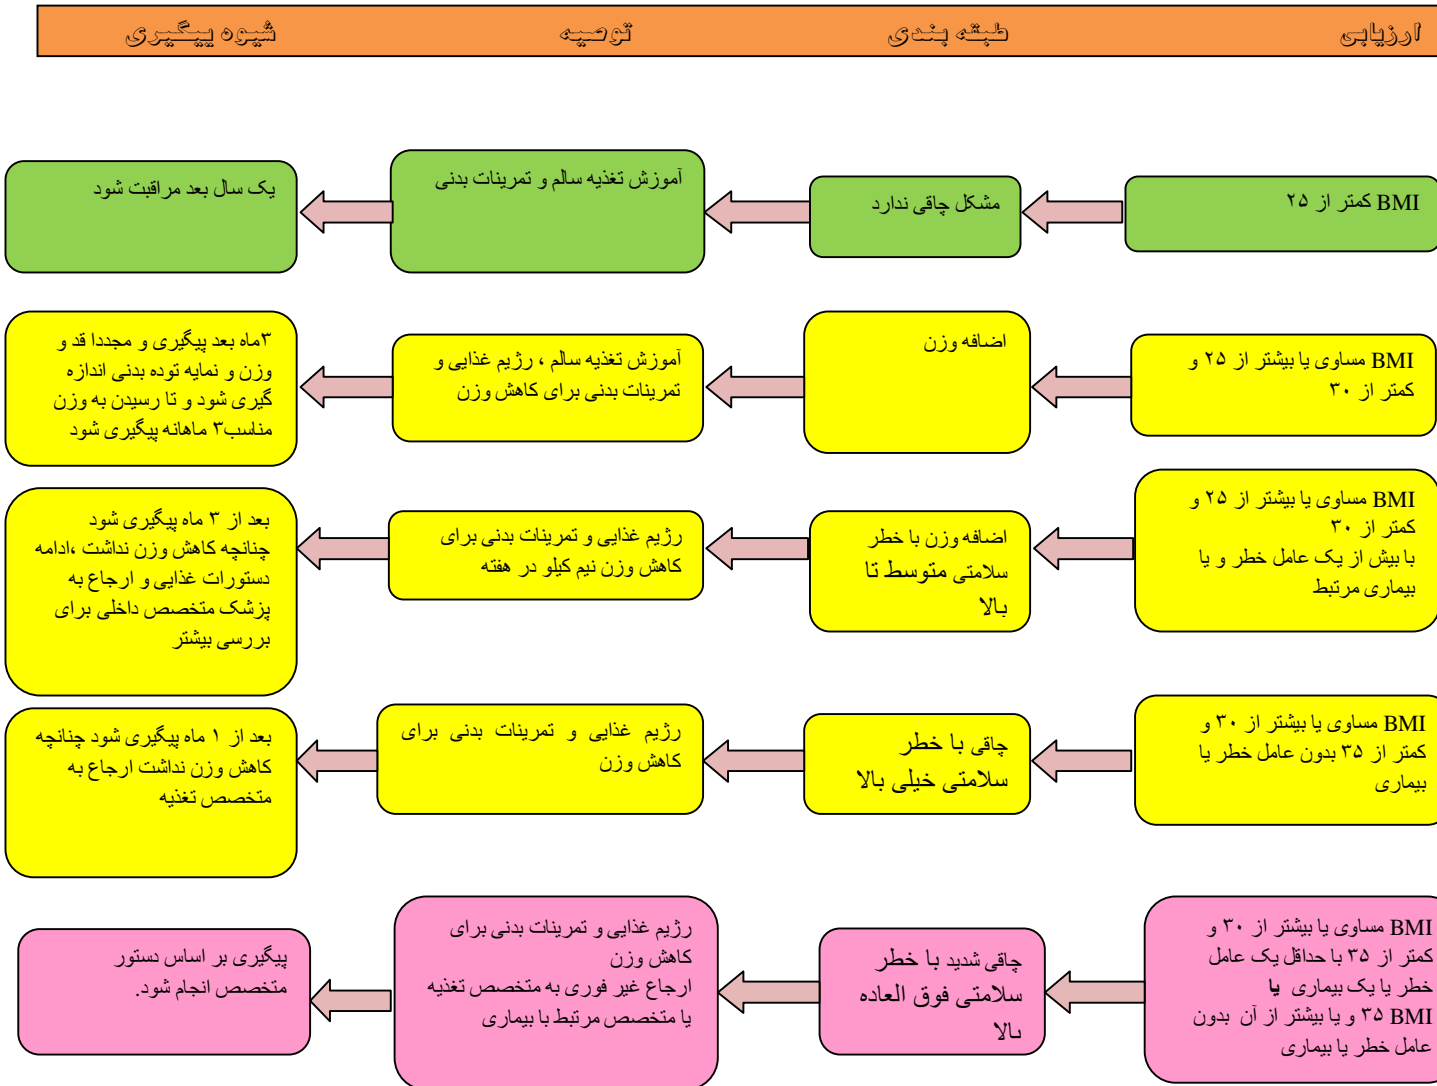 ارزیابی
طبقه بندی
توصیه
شیوه پیگیری
BMI کمتر از ۲۵
مشکل چاقی ندارد
آموزش تغذیه سالم و تمرینات بدنی
یک سال بعد مراقبت شود
BMI مساوی یا بیشتر از ۲۵ و
کمتر از ۳۰
اضافه وزن
آموزش تغذیه سالم ، رژیم غذایی و
تمرینات بدنی برای کاهش وزن
۳ماه بعد پیگیری و مجددا قد و
وزن و نمایه توده بدنی اندازه
گیری شود و تا رسیدن به وزن
مناسب۳ ماهانه پیگیری شود
BMI مساوی یا بیشتر از ۲۵ و
کمتر از ۳۰
با بیش از یک عامل خطر و یا
بیماری مرتبط
اضافه وزن با خطر
سلامتی متوسط تا
بالا
رژیم غذایی و تمرینات بدنی برای
کاهش وزن نیم کیلو در هفته
بعد از ۳ ماه پیگیری شود
چنانچه کاهش وزن نداشت ،ادامه
دستورات غذایی و ارجاع به
پزشک متخصص داخلی برای
بررسی بیشتر
BMI مساوی یا بیشتر از ۳۰ و
کمتر از ۳۵ بدون عامل خطر یا
بیماری
چاقی با خطر
سلامتی خیلی بالا
رژیم غذایی و تمرینات بدنی برای
کاهش وزن
بعد از ۱ ماه پیگیری شود چنانچه
کاهش وزن نداشت ارجاع به
متخصص تغذیه
BMI مساوی یا بیشتر از ۳۰ و
کمتر از ۳۵ با حداقل یک عامل
خطر یا یک بیماری یا
BMI ۳۵ و یا بیشتر از آن بدون
عامل خطر یا بیماری
چاقی شدید با خطر
سلامتی فوق العاده
بالا
رژیم غذایی و تمرینات بدنی برای
کاهش وزن
ارجاع غیر فوری به متخصص تغذیه
یا متخصص مرتبط با بیماری
پیگیری بر اساس دستور
متخصص انجام شود.